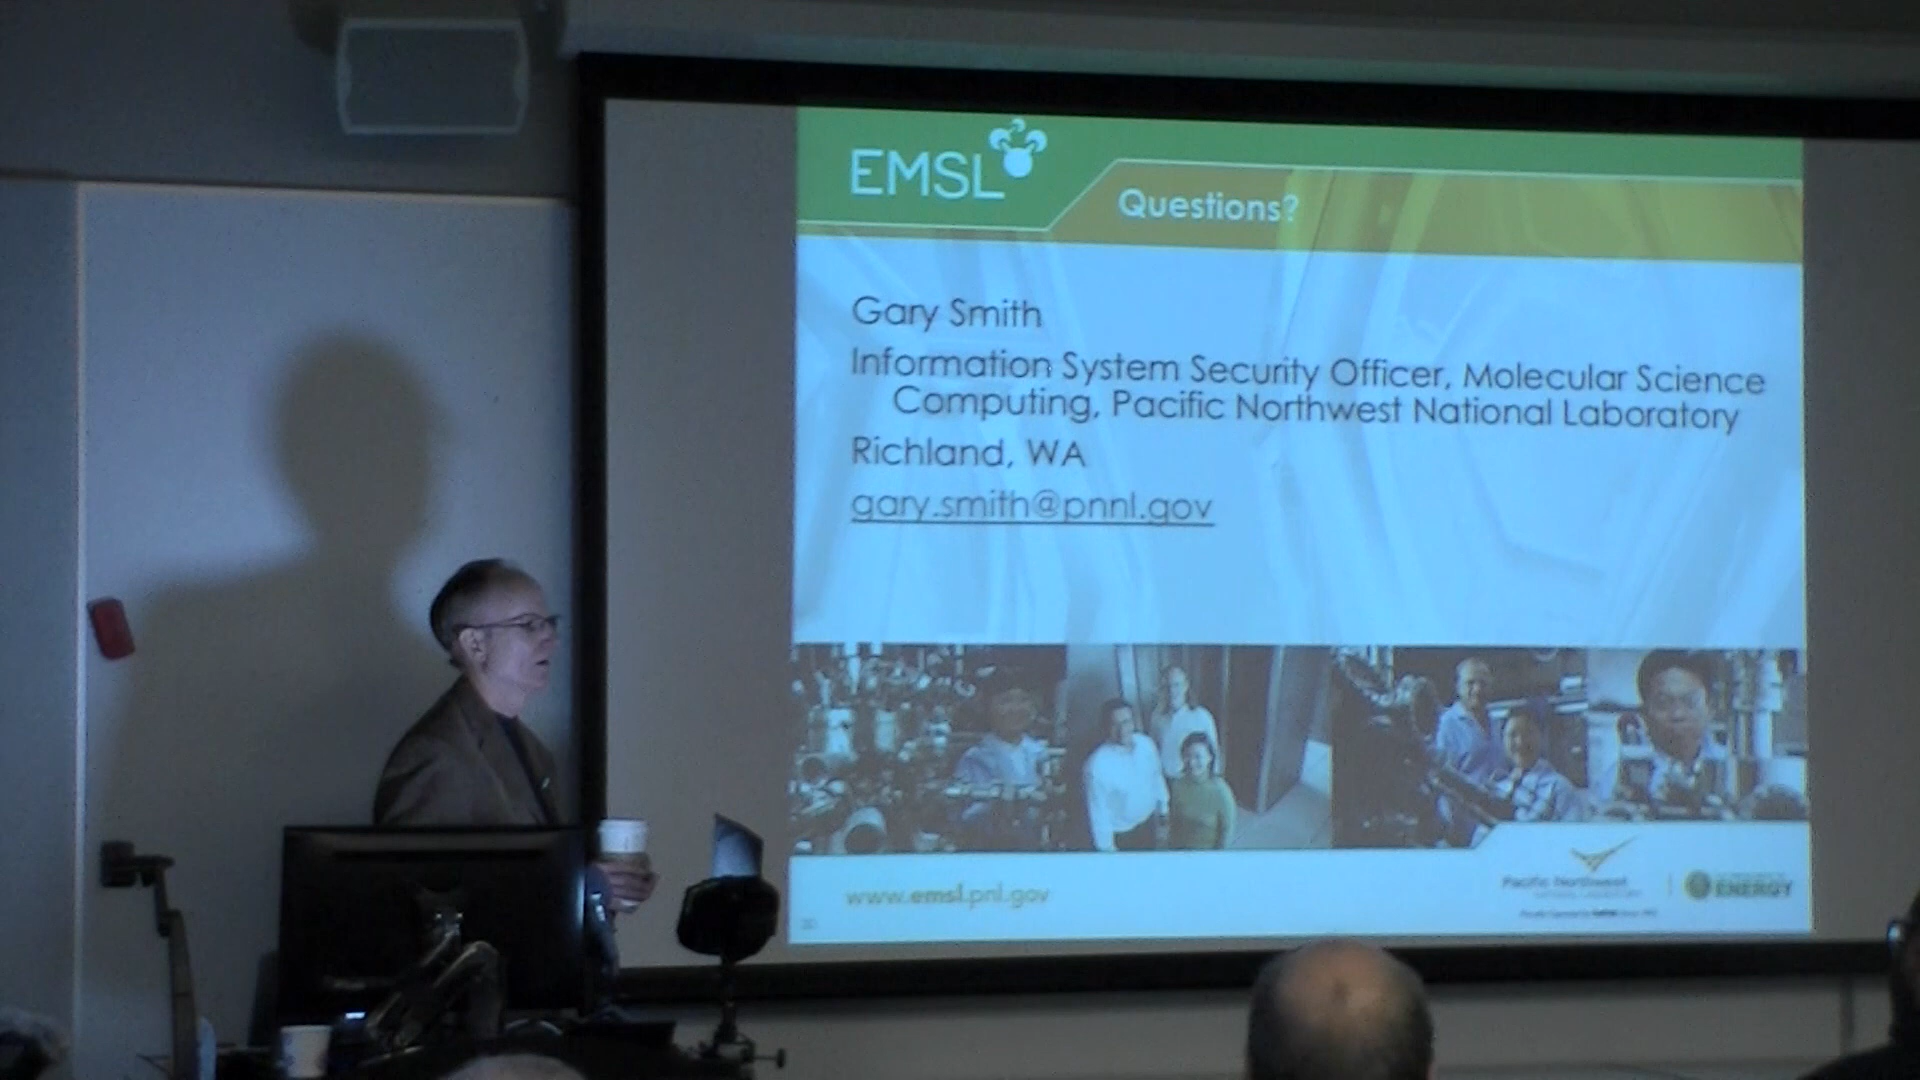 EMSL
Questions?
Gary Smith
Information System Security Officer, Molecular Science
Computing, Pacific Northwest National Laboratory
Richland, WA
gary.smith@pnnl.gov
www.emsl.pnl.gov
Pacific Northwest
ENERGY